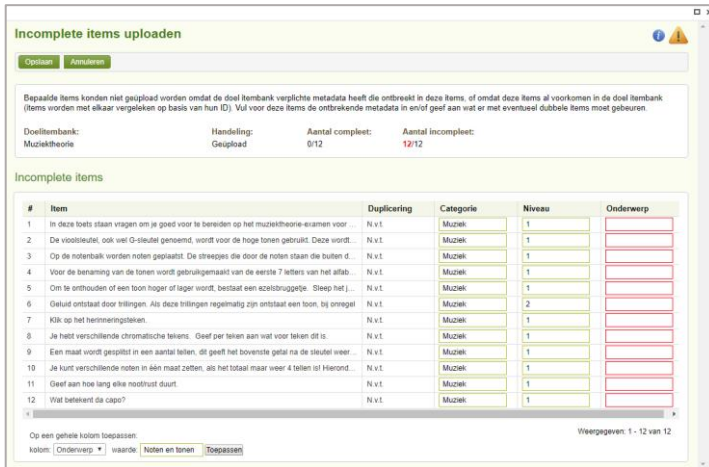 Incomplete items uploaden
Opslaan Annuleren
Bepaalde items konden niet geüpload worden omdat de doel itembank verplichte metadata heeft die ontbreekt in deze items, of omdat deze items al voorkomen in de doel itembank
(items worden met elkaar vergeleken op basis van hun ID). Vul voor deze items de ontbrekende metadata in en/of geef aan wat er met eventueel dubbele items moet gebeuren.
Doelitembank: Handeling: Aantal compleet: Aantal incompleet:
Muziektheorie Geüpload 0/12 12/12
Incomplete items
# Item Duplicering Categorie Niveau Onderwerp
1 In deze toets staan vragen om je goed voor te bereiden op het muziektheorie-examen voor ... N.v.t. Muziek 1
2 De vioolsleutel, ook wel G-sleutel genoemd, wordt voor de hoge tonen gebruikt. Deze wordt... N.v.t. Muziek 1
3 Op de notenbalk worden noten geplaatst. De streepjes die door de noten staan die buiten d... N.v.t. Muziek 1
4 Voor de benaming van de tonen wordt gebruikgemaakt van de eerste 7 letters van het alfab... N.v.t. Muziek 1
5 Om te onthouden of een toon hoger of lager wordt, bestaat een ezelsbruggetje. Sleep het j... N.v.t. Muziek 1
6 Geluid ontstaat door trillingen. Als deze trillingen regelmatig zijn ontstaat een toon, bij onregel N.v.t. Muziek 2
7 Klik op het herinneringsteken. N.v.t. Muziek 1
8 Je hebt verschillende chromatische tekens. Geef per teken aan wat voor teken dit is. N.v.t. Muziek 1
9 Een maat wordt gesplitst in een aantal tellen, dit geeft het bovenste getal na de sleutel weer... N.v.t. Muziek 1
10 Je kunt verschillende noten in één maat zetten, als het totaal maar weer 4 tellen is! Hierond... N.v.t. Muziek 1
11 Geef aan hoe lang elke noot/rust duurt. N.v.t. Muziek 1
12 Wat betekent da capo? N.v.t. Muziek 1
Weergegeven: 1 - 12 van 12
Op een gehele kolom toepassen:
kolom: Onderwerp waarde: Noten en tonen Toepassen